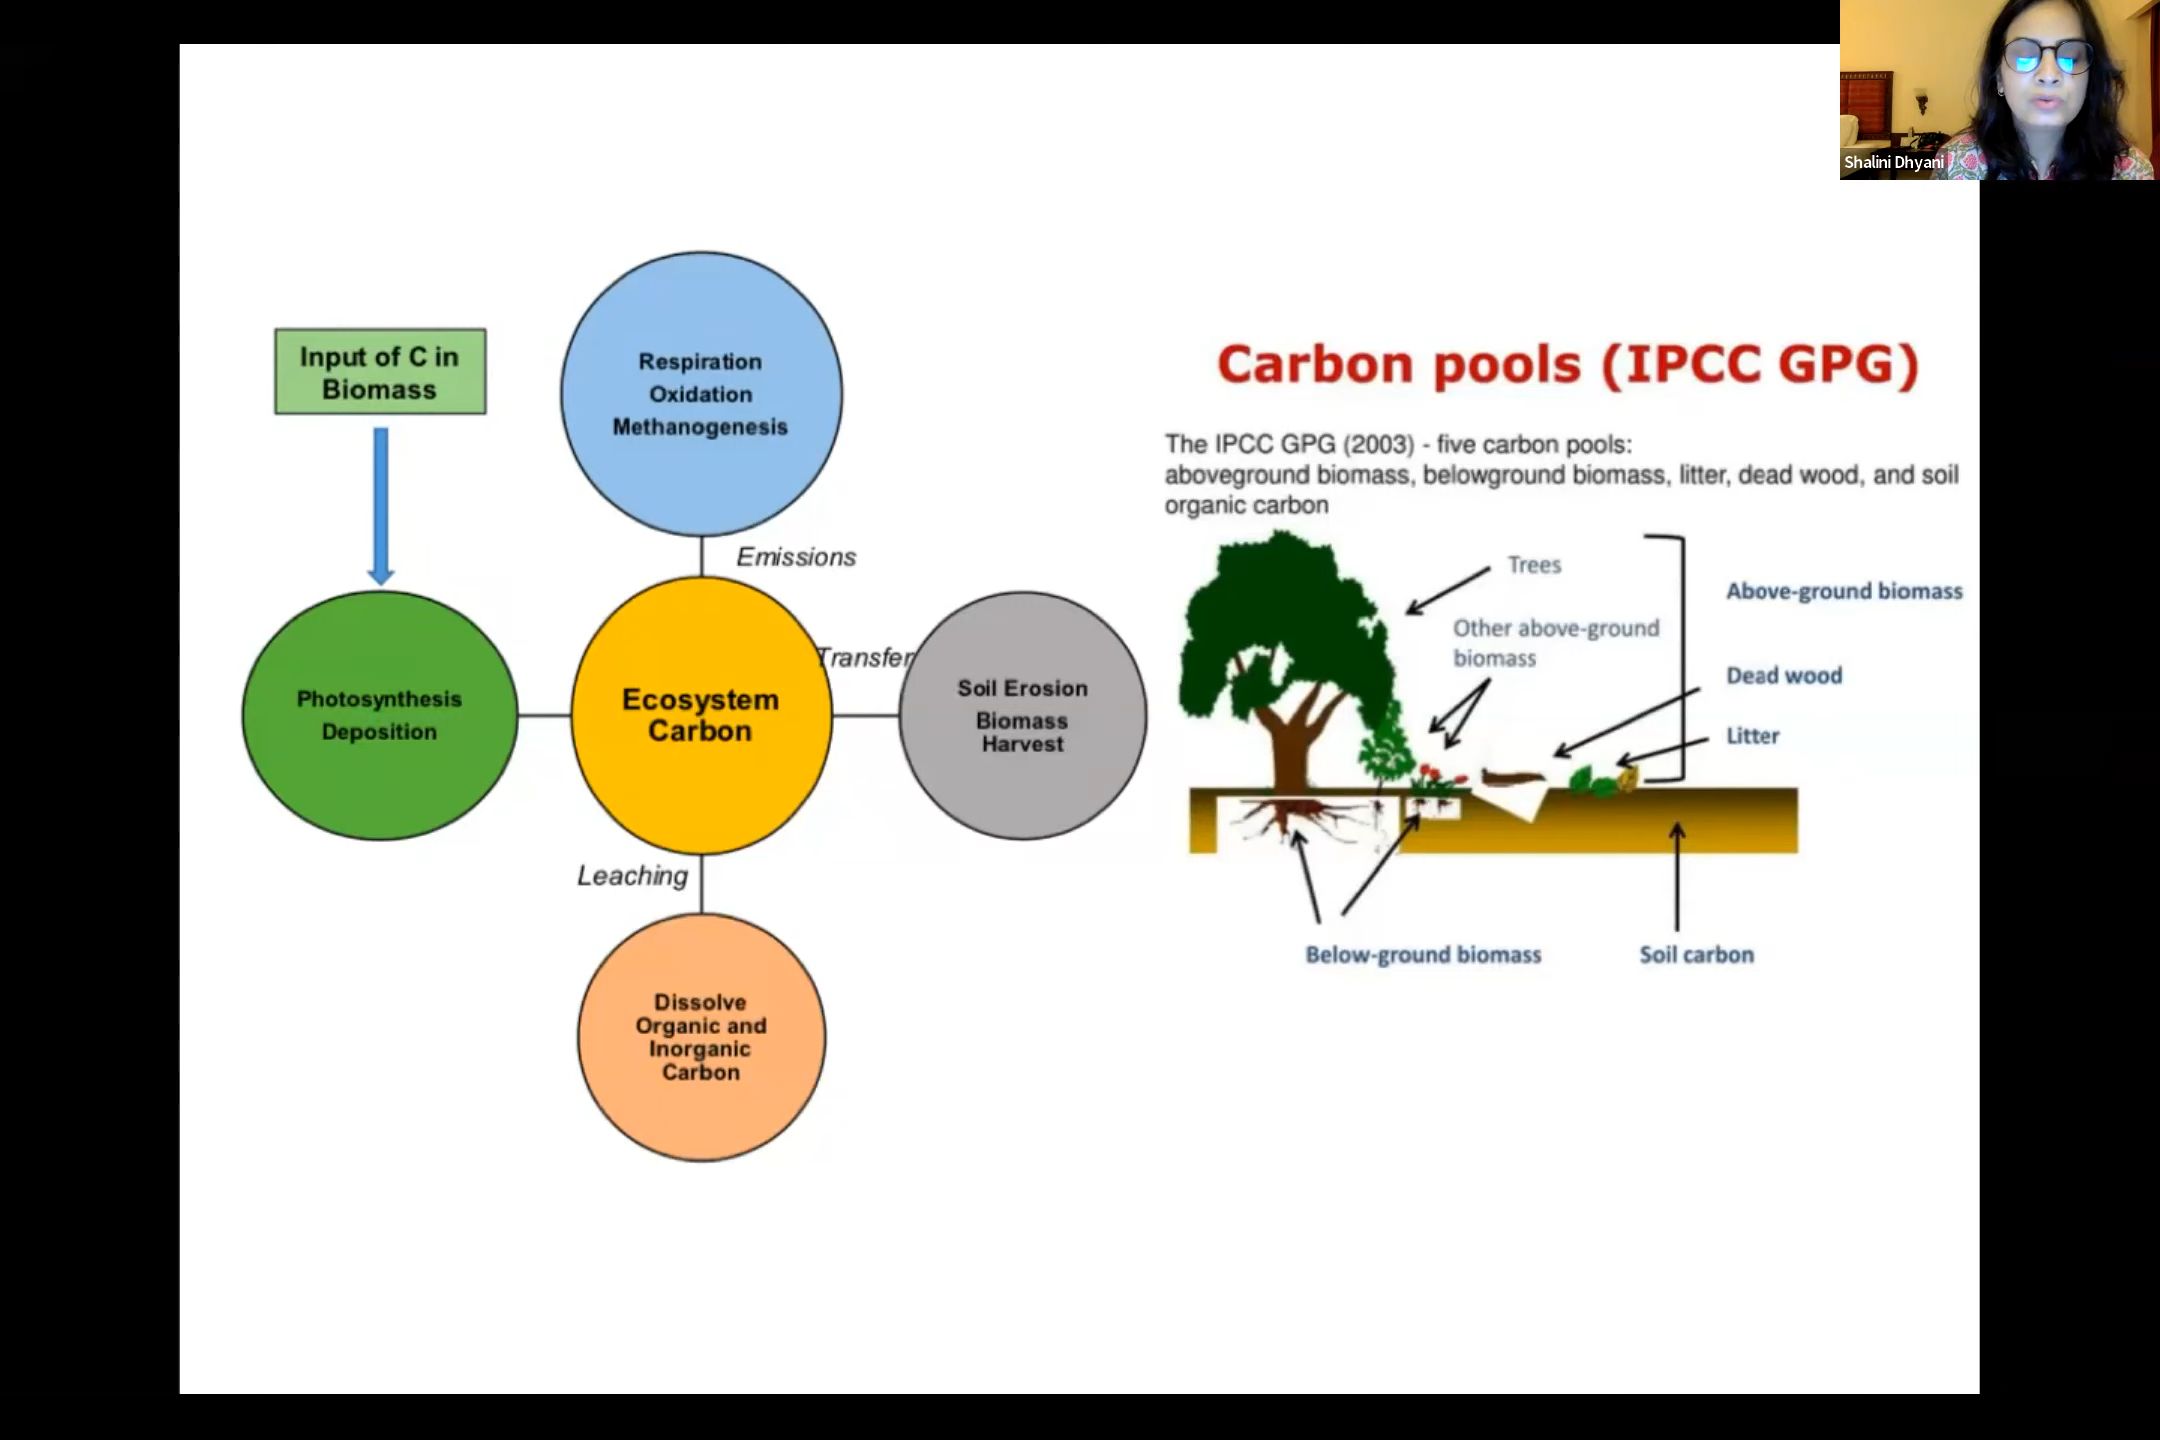 Shalini Dhyani
Input of C in
Biomass
Respiration
Oxidation
Methanogenesis
Emissions
Photosynthesis
Deposition
Ecosystem
Carbon
Transfer
Soil Erosion
Biomass
Harvest
Leaching
Dissolve
Organic and
Inorganic
Carbon
Carbon pools (IPCC GPG)
The IPCC GPG (2003) - five carbon pools:
aboveground biomass, belowground biomass, litter, dead wood, and soil
organic carbon
Trees
Other above-ground
biomass
Above-ground biomass
Dead wood
Litter
Below-ground biomass
Soil carbon